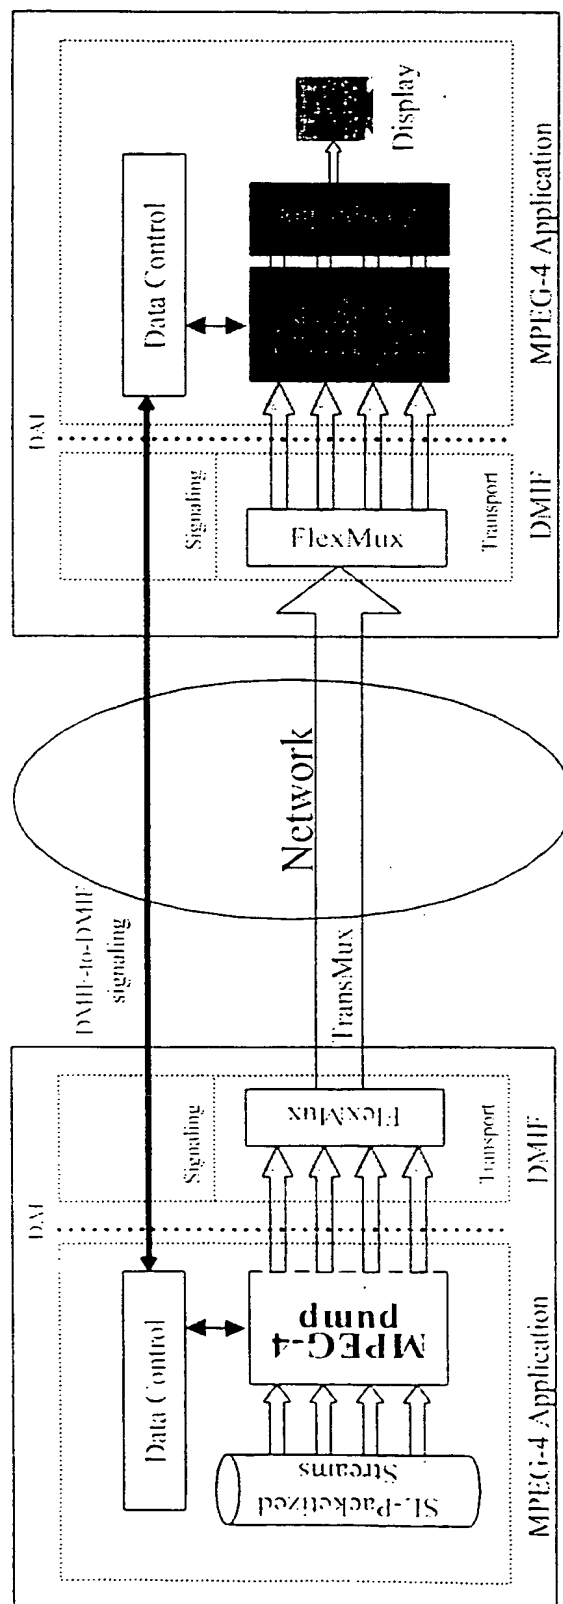 DAI
Data Control
SL-Packetized
Streams
MPEG-4
pump
Signaling
FlexMux
Transport
MPEG-4 Application
DMIF
DMIF-to-DMIF
signaling
Network
TransMux
DAI
Signaling
FlexMux
Transport
Data Control
Display
DMIF
MPEG-4 Application